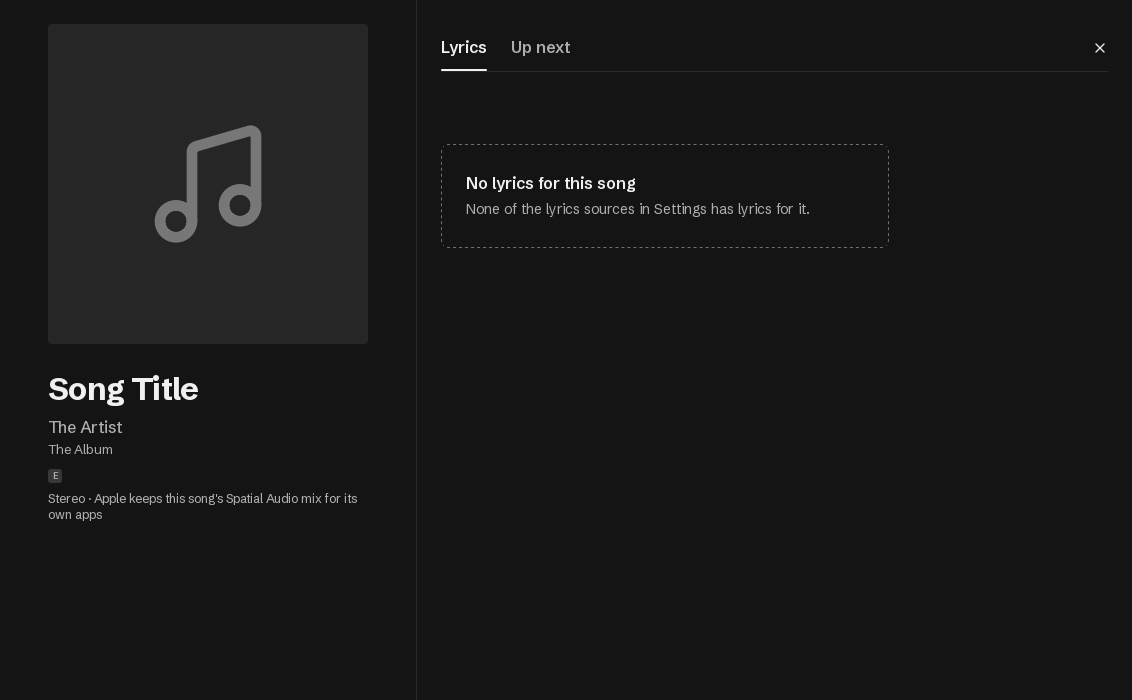 Song Title
The Artist
The Album
E
Stereo · Apple keeps this song's Spatial Audio mix for its
own apps
Lyrics Up next
No lyrics for this song
None of the lyrics sources in Settings has lyrics for it.